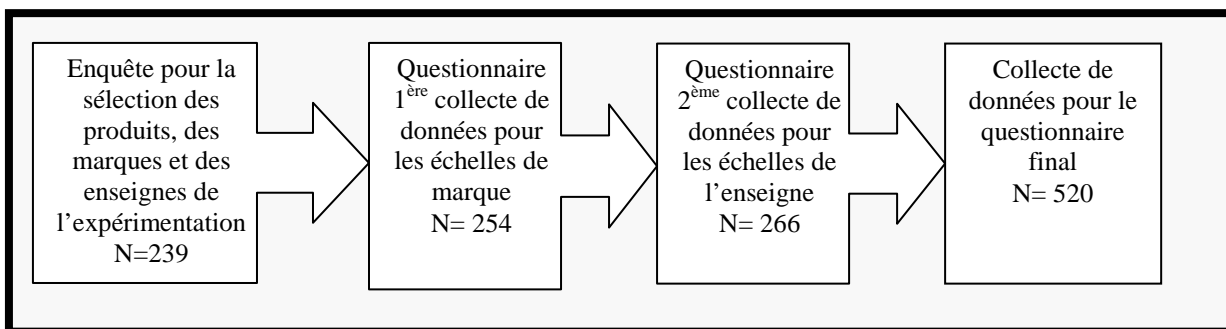 Enquête pour la
sélection des
produits, des
marques et des
enseignes de
l'expérimentation
N=239
Questionnaire
1ère collecte de
données pour
les échelles de
marque
N= 254
Questionnaire
2ème collecte de
données pour
les échelles de
l'enseigne
N= 266
Collecte de
données pour le
questionnaire
final
N= 520